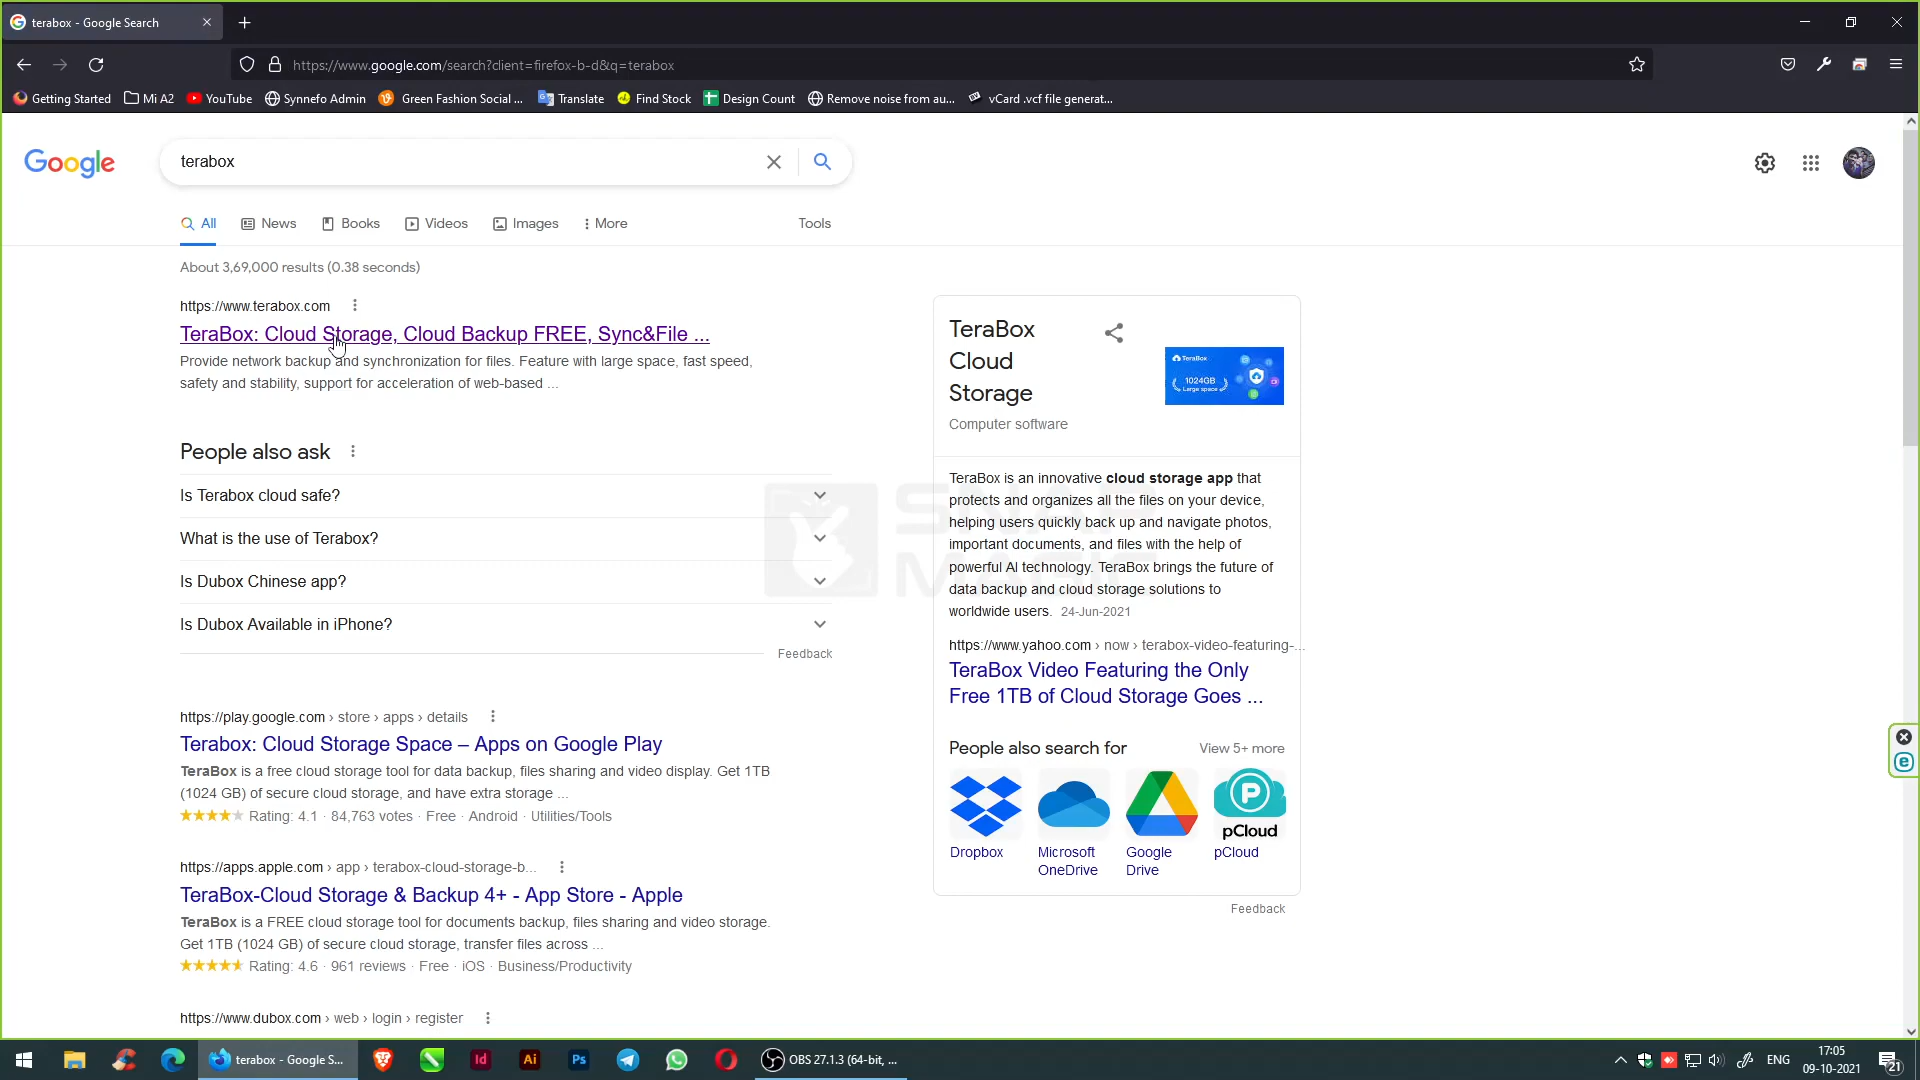 terabox - Google Search
https://www.google.com/search?client=firefox-b-d&q=terabox
Getting Started
Mi A2
YouTube
Synnefo Admin
Green Fashion Social ...
Translate
Find Stock
Design Count
Remove noise from au...
vCard .vcf file generat...
Google
terabox
All
News
Books
Videos
Images
More
Tools
About 3,69,000 results (0.38 seconds)
https://www.terabox.com
TeraBox: Cloud Storage, Cloud Backup FREE, Sync&File ...
Provide network backup and synchronization for files. Feature with large space, fast speed,
safety and stability, support for acceleration of web-based ...
People also ask
Is Terabox cloud safe?
What is the use of Terabox?
Is Dubox Chinese app?
Is Dubox Available in iPhone?
Feedback
https://play.google.com › store › apps › details
Terabox: Cloud Storage Space – Apps on Google Play
TeraBox is a free cloud storage tool for data backup, files sharing and video display. Get 1TB
(1024 GB) of secure cloud storage, and have extra storage ...
Rating: 4.1 · 84,763 votes · Free · Android · Utilities/Tools
https://apps.apple.com › app › terabox-cloud-storage-b...
TeraBox-Cloud Storage & Backup 4+ - App Store - Apple
TeraBox is a FREE cloud storage tool for documents backup, files sharing and video storage.
Get 1TB (1024 GB) of secure cloud storage, transfer files across ...
Rating: 4.6 · 961 reviews · Free · iOS · Business/Productivity
https://www.dubox.com › web › login › register
TeraBox
Cloud
Storage
Computer software
TeraBox
1024GB
Large space
TeraBox is an innovative cloud storage app that
protects and organizes all the files on your device,
helping users quickly back up and navigate photos,
important documents, and files with the help of
powerful AI technology. TeraBox brings the future of
data backup and cloud storage solutions to
worldwide users. 24-Jun-2021
https://www.yahoo.com › now › terabox-video-featuring-...
TeraBox Video Featuring the Only
Free 1TB of Cloud Storage Goes ...
People also search for
View 5+ more
P
pCloud
Dropbox
Microsoft
OneDrive
Google
Drive
pCloud
Feedback
SNAP
MAGIC
e
terabox - Google S...
Id
Ai
Ps
OBS 27.1.3 (64-bit, ...
ENG
17:05
09-10-2021
21